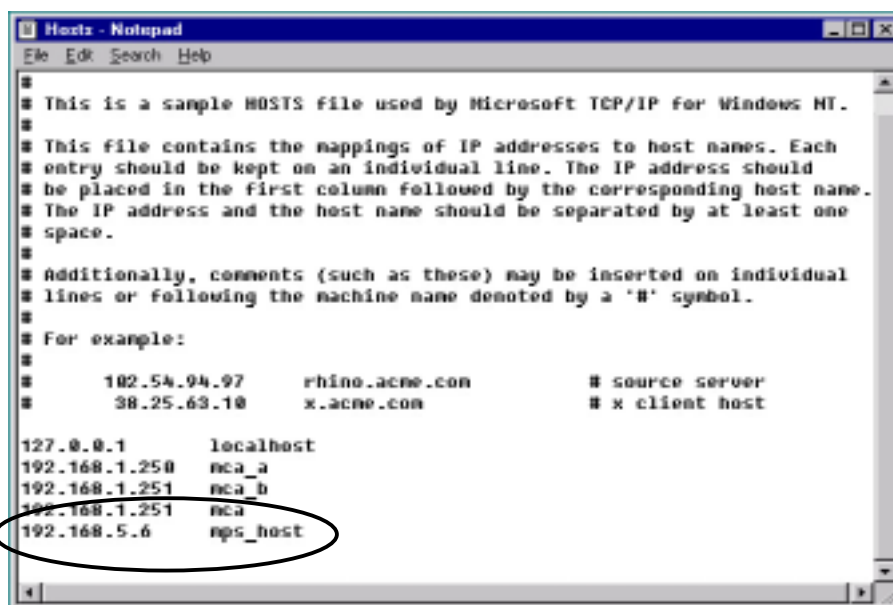 Hosts - Notepad
File Edit Search Help
#
# This is a sample HOSTS file used by Microsoft TCP/IP for Windows NT.
#
# This file contains the mappings of IP addresses to host names. Each
# entry should be kept on an individual line. The IP address should
# be placed in the first column followed by the corresponding host name.
# The IP address and the host name should be separated by at least one
# space.
#
# Additionally, comments (such as these) may be inserted on individual
# lines or following the machine name denoted by a '#' symbol.
#
# For example:
#
# 102.54.94.97 rhino.acme.com # source server
# 38.25.63.10 x.acme.com # x client host
127.0.0.1 localhost
192.168.1.250 mca_a
192.168.1.251 mca_b
192.168.1.251 mca
192.168.5.6 mps_host